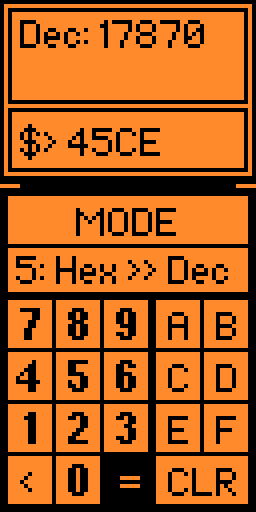 Dec: 17870
$> 45CE
MODE
5: Hex >> Dec
7 8 9 A B
4 5 6 C D
1 2 3 E F
< 0 = CLR